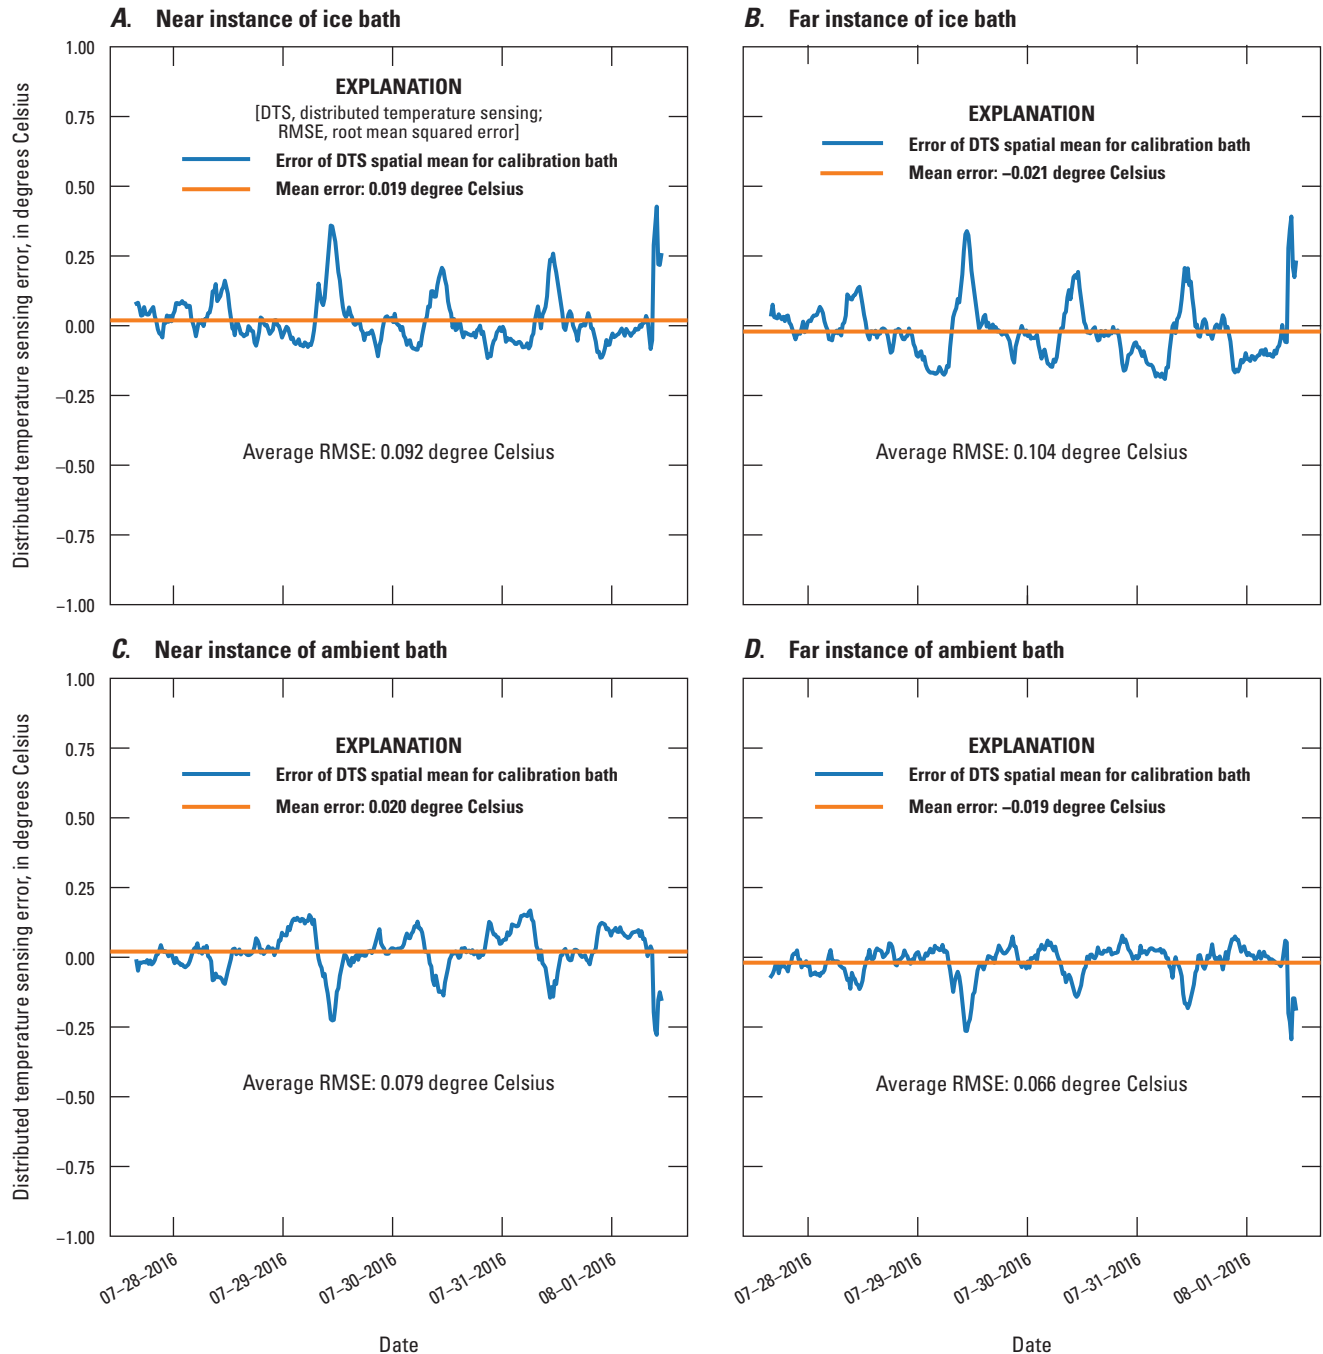 A. Near instance of ice bath
1.00
0.75
0.50
0.25
0.00
−0.25
−0.50
−0.75
−1.00
Distributed temperature sensing error, in degrees Celsius
EXPLANATION
[DTS, distributed temperature sensing;
RMSE, root mean squared error]
Error of DTS spatial mean for calibration bath
Mean error: 0.019 degree Celsius
Average RMSE: 0.092 degree Celsius
B. Far instance of ice bath
EXPLANATION
Error of DTS spatial mean for calibration bath
Mean error: −0.021 degree Celsius
Average RMSE: 0.104 degree Celsius
C. Near instance of ambient bath
1.00
0.75
0.50
0.25
0.00
−0.25
−0.50
−0.75
−1.00
Distributed temperature sensing error, in degrees Celsius
EXPLANATION
Error of DTS spatial mean for calibration bath
Mean error: 0.020 degree Celsius
Average RMSE: 0.079 degree Celsius
07–28–2016
07–29–2016
07–30–2016
07–31–2016
08–01–2016
Date
D. Far instance of ambient bath
EXPLANATION
Error of DTS spatial mean for calibration bath
Mean error: −0.019 degree Celsius
Average RMSE: 0.066 degree Celsius
07–28–2016
07–29–2016
07–30–2016
07–31–2016
08–01–2016
Date